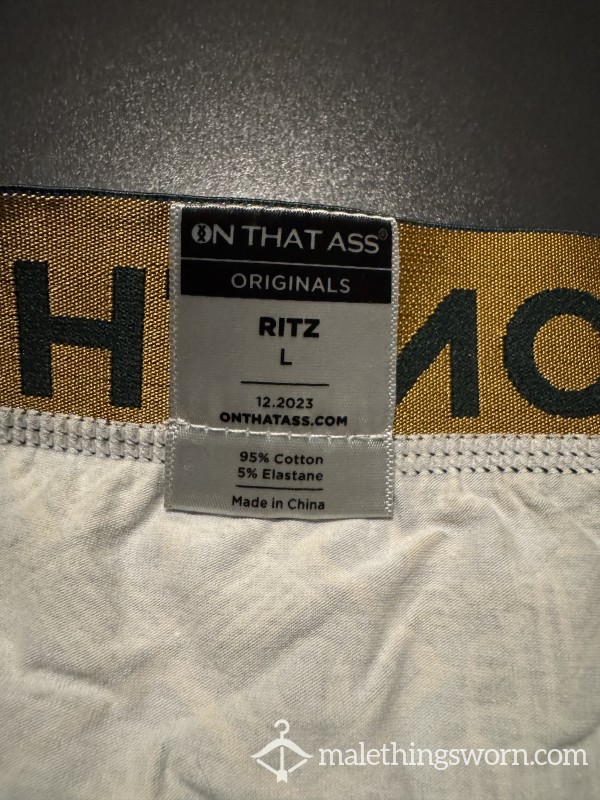 ON THAT ASS®
ORIGINALS
RITZ
L
12.2023
ONTHATASS.COM
95% Cotton
5% Elastane
Made in China
malethingsworn.com